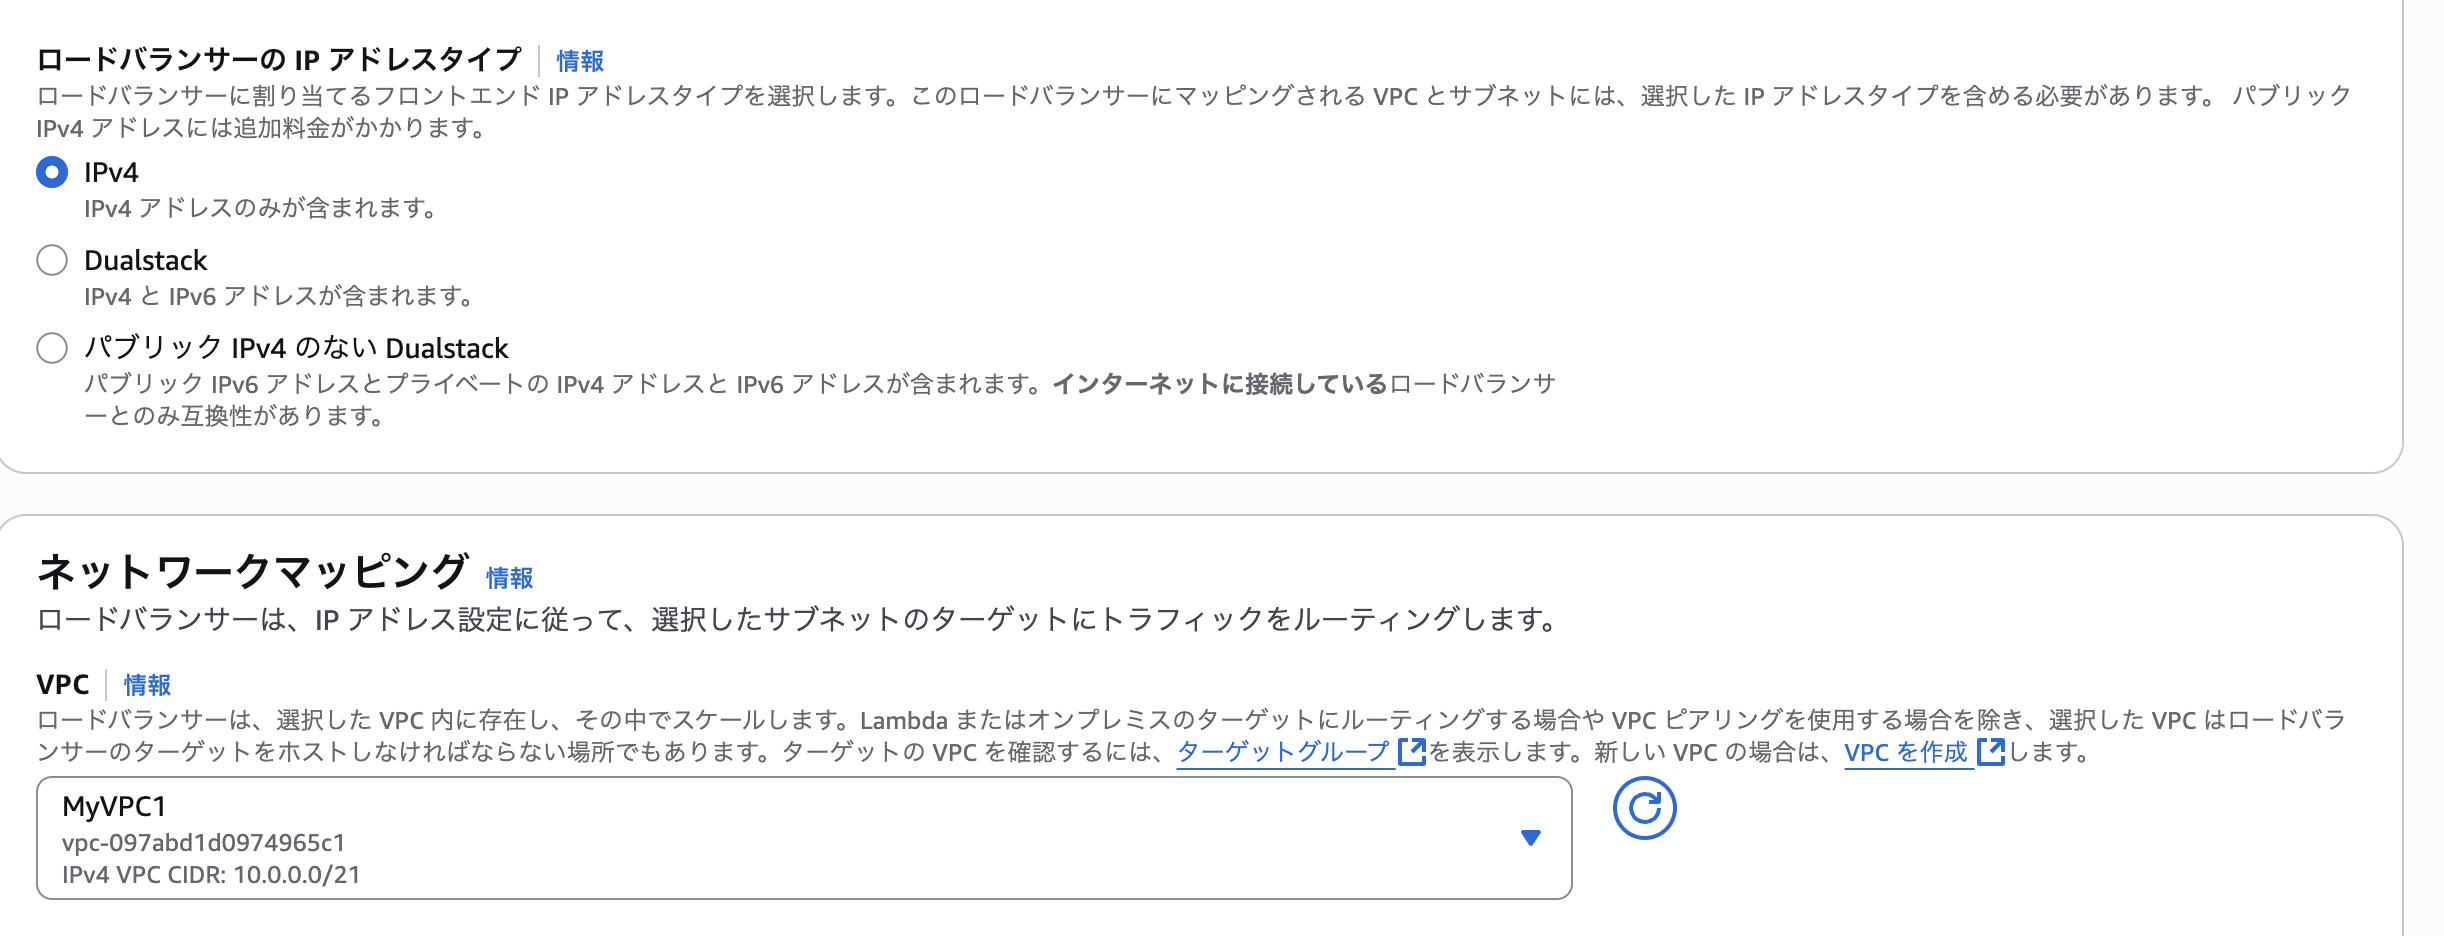 ロードバランサーの IP アドレスタイプ 情報
ロードバランサーに割り当てるフロントエンド IP アドレスタイプを選択します。このロードバランサーにマッピングされる VPC とサブネットには、選択した IP アドレスタイプを含める必要があります。 パブリック
IPv4 アドレスには追加料金がかかります。
IPv4
IPv4 アドレスのみが含まれます。
Dualstack
IPv4 と IPv6 アドレスが含まれます。
パブリック IPv4 のない Dualstack
パブリック IPv6 アドレスとプライベートの IPv4 アドレスと IPv6 アドレスが含まれます。インターネットに接続しているロードバランサ
ーとのみ互換性があります。
ネットワークマッピング 情報
ロードバランサーは、IP アドレス設定に従って、選択したサブネットのターゲットにトラフィックをルーティングします。
VPC 情報
ロードバランサーは、選択した VPC 内に存在し、その中でスケールします。Lambda またはオンプレミスのターゲットにルーティングする場合や VPC ピアリングを使用する場合を除き、選択した VPC はロードバラ
ンサーのターゲットをホストしなければならない場所でもあります。ターゲットの VPC を確認するには、ターゲットグループを表示します。新しい VPC の場合は、VPC を作成します。
MyVPC1
vpc-097abd1d0974965c1
IPv4 VPC CIDR: 10.0.0.0/21